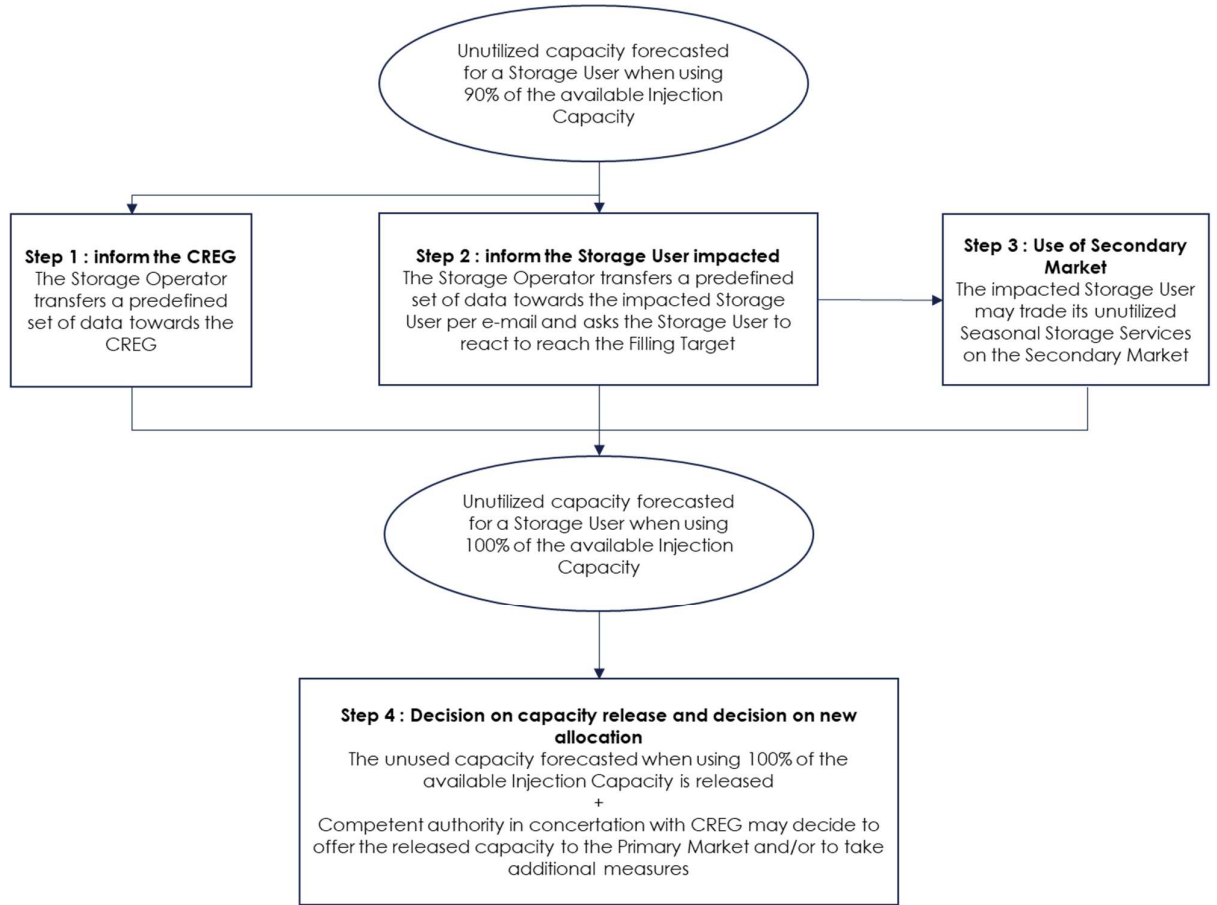 Unutilized capacity forecasted
for a Storage User when using
90% of the available Injection
Capacity
Step 1 : inform the CREG
The Storage Operator
transfers a predefined
set of data towards the
CREG
Step 2 : inform the Storage User impacted
The Storage Operator transfers a predefined
set of data towards the impacted Storage
User per e-mail and asks the Storage User to
react to reach the Filling Target
Step 3 : Use of Secondary
Market
The impacted Storage User
may trade its unutilized
Seasonal Storage Services
on the Secondary Market
Unutilized capacity forecasted
for a Storage User when using
100% of the available Injection
Capacity
Step 4 : Decision on capacity release and decision on new
allocation
The unused capacity forecasted when using 100% of the
available Injection Capacity is released
+
Competent authority in concertation with CREG may decide to
offer the released capacity to the Primary Market and/or to take
additional measures